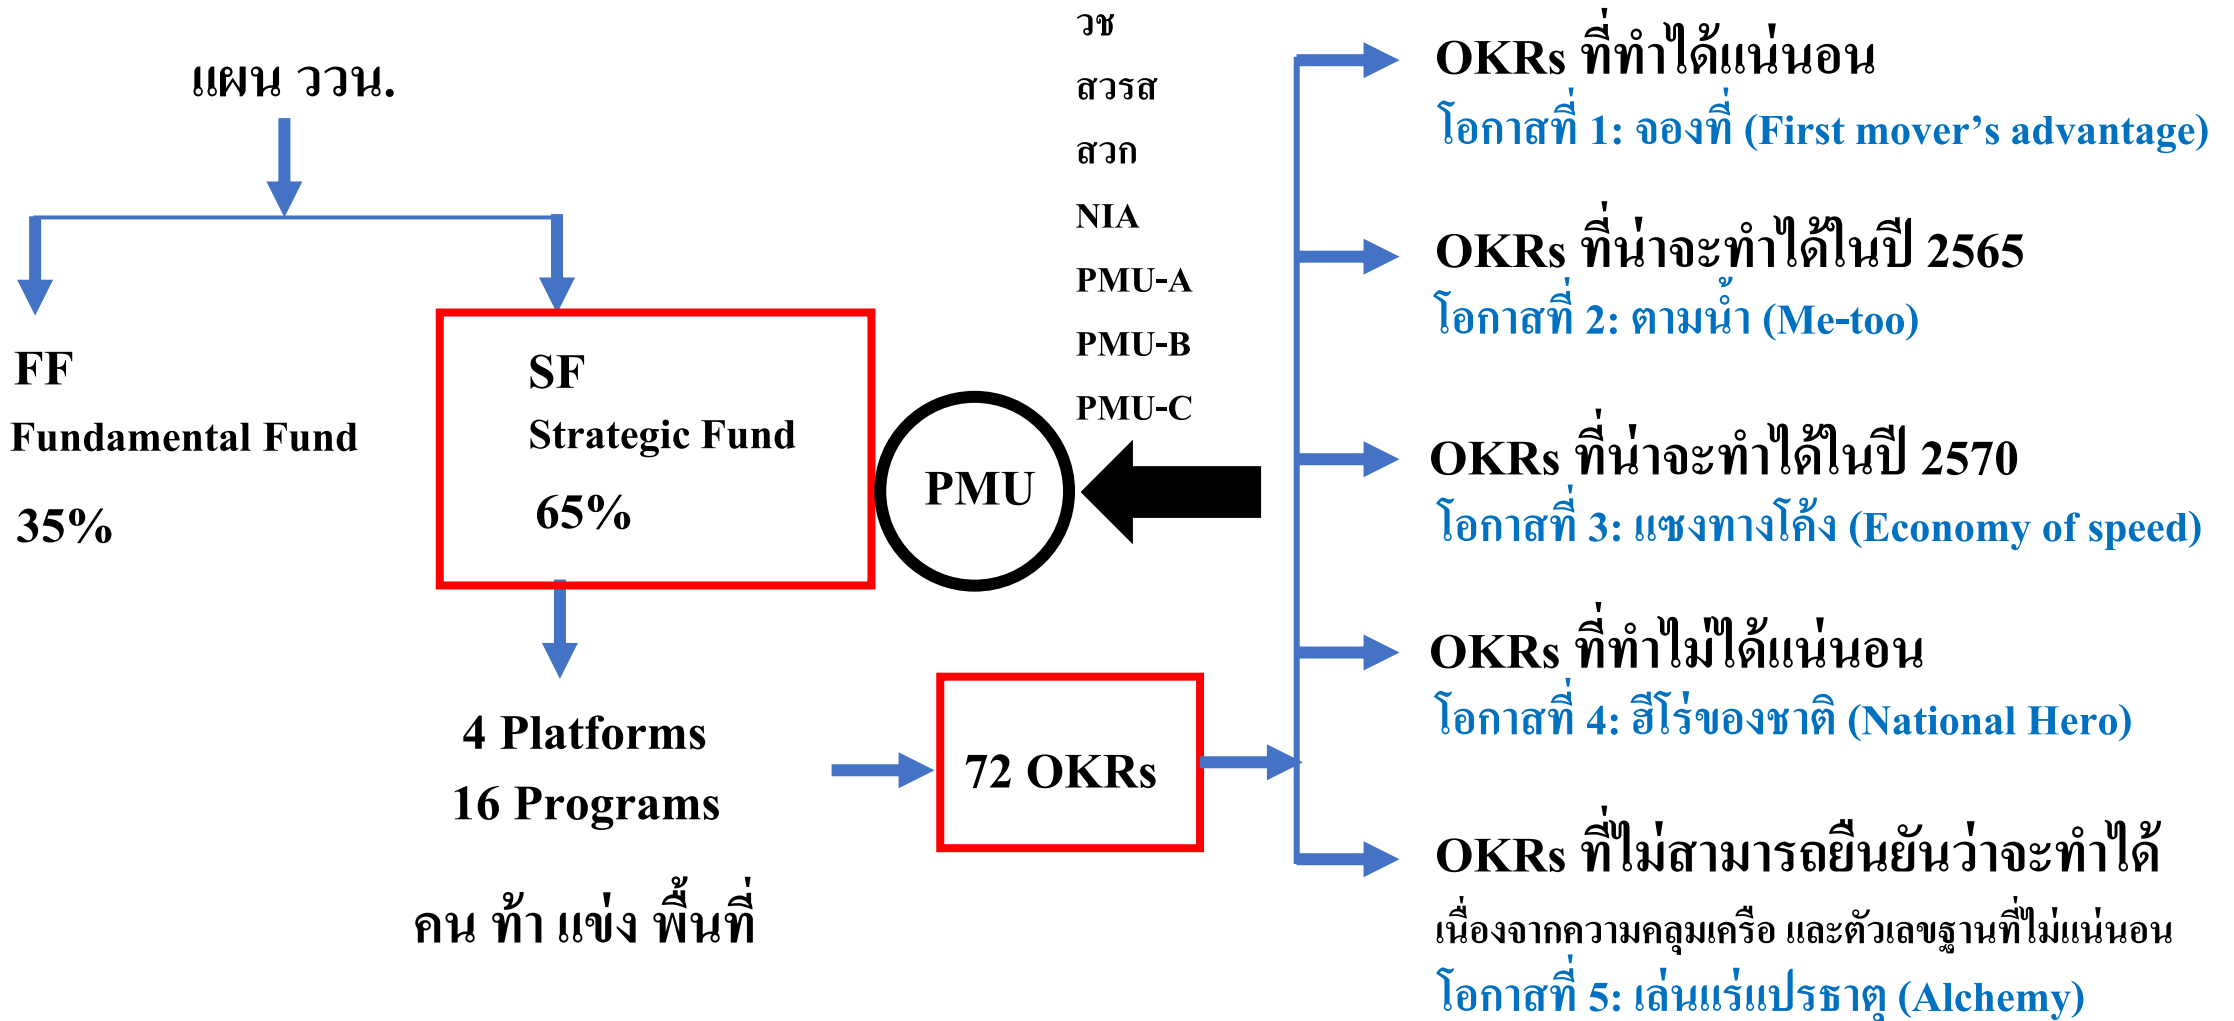 แผน ววน.
FF
Fundamental Fund
35%
SF
Strategic Fund
65%
4 Platforms
16 Programs
คน ท้า แข่ง พื้นที่
PMU
วช
สวรส
สวก
NIA
PMU-A
PMU-B
PMU-C
72 OKRs
OKRs ที่ทำได้แน่นอน
โอกาสที่ 1: จองที่ (First mover’s advantage)
OKRs ที่น่าจะทำได้ในปี 2565
โอกาสที่ 2: ตามน้ำ (Me-too)
OKRs ที่น่าจะทำได้ในปี 2570
โอกาสที่ 3: แซงทางโค้ง (Economy of speed)
OKRs ที่ทำไม่ได้แน่นอน
โอกาสที่ 4: ฮีโร่ของชาติ (National Hero)
OKRs ที่ไม่สามารถยืนยันว่าจะทำได้
เนื่องจากความคลุมเครือ และตัวเลขฐานที่ไม่แน่นอน
โอกาสที่ 5: เล่นแร่แปรธาตุ (Alchemy)